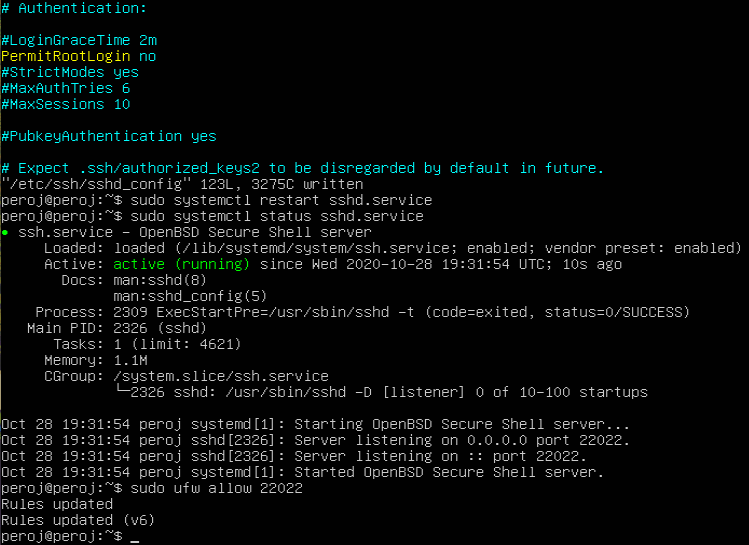 # Authentication:
#LoginGraceTime 2m
PermitRootLogin no
#StrictModes yes
#MaxAuthTries 6
#MaxSessions 10
#PubkeyAuthentication yes
# Expect .ssh/authorized_keys2 to be disregarded by default in future.
"/etc/ssh/sshd_config" 123L, 3275C written
peroj@peroj:~$ sudo systemctl restart sshd.service
peroj@peroj:~$ sudo systemctl status sshd.service
● ssh.service - OpenBSD Secure Shell server
     Loaded: loaded (/lib/systemd/system/ssh.service; enabled; vendor preset: enabled)
     Active: active (running) since Wed 2020-10-28 19:31:54 UTC; 10s ago
       Docs: man:sshd(8)
             man:sshd_config(5)
    Process: 2309 ExecStartPre=/usr/sbin/sshd -t (code=exited, status=0/SUCCESS)
   Main PID: 2326 (sshd)
      Tasks: 1 (limit: 4621)
     Memory: 1.1M
     CGroup: /system.slice/ssh.service
             └─2326 sshd: /usr/sbin/sshd -D [listener] 0 of 10-100 startups
Oct 28 19:31:54 peroj systemd[1]: Starting OpenBSD Secure Shell server...
Oct 28 19:31:54 peroj sshd[2326]: Server listening on 0.0.0.0 port 22022.
Oct 28 19:31:54 peroj sshd[2326]: Server listening on :: port 22022.
Oct 28 19:31:54 peroj systemd[1]: Started OpenBSD Secure Shell server.
peroj@peroj:~$ sudo ufw allow 22022
Rules updated
Rules updated (v6)
peroj@peroj:~$ _